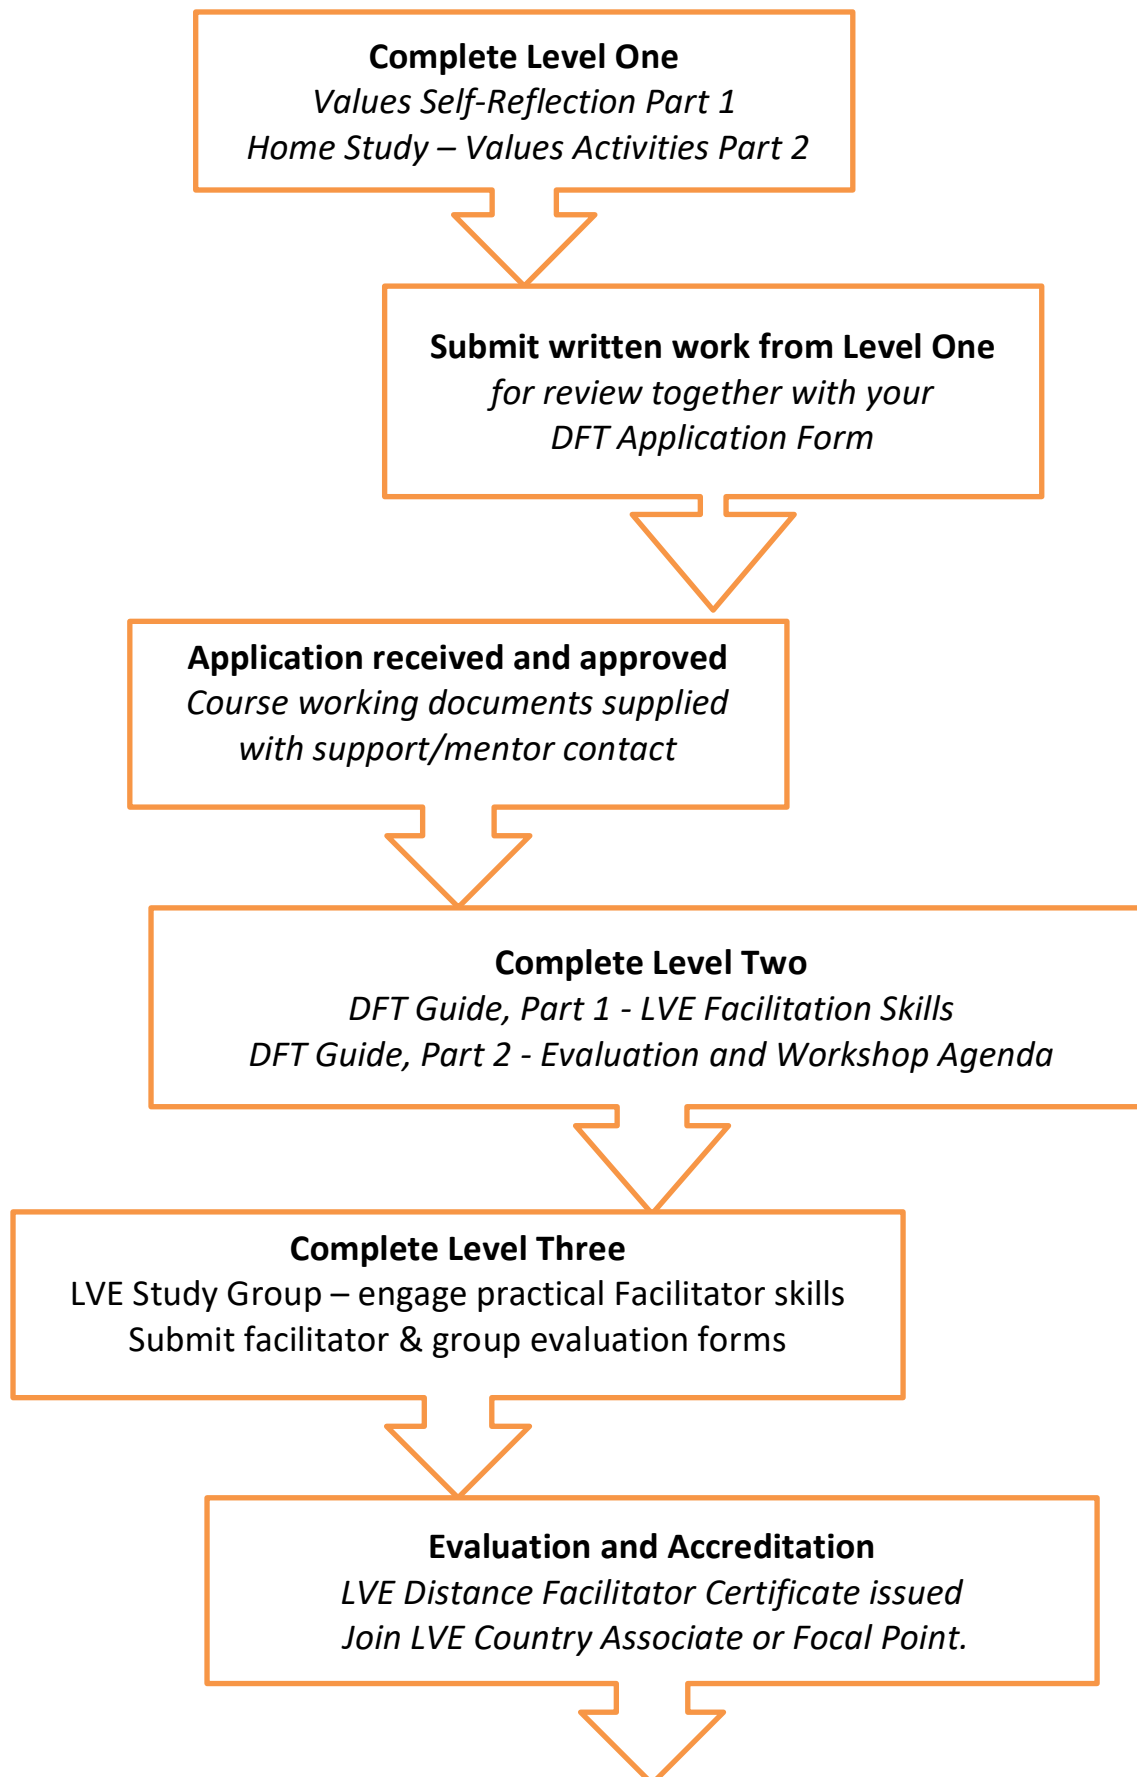 Complete Level One
Values Self-Reflection Part 1
Home Study – Values Activities Part 2
Submit written work from Level One
for review together with your
DFT Application Form
Application received and approved
Course working documents supplied
with support/mentor contact
Complete Level Two
DFT Guide, Part 1 - LVE Facilitation Skills
DFT Guide, Part 2 - Evaluation and Workshop Agenda
Complete Level Three
LVE Study Group – engage practical Facilitator skills
Submit facilitator & group evaluation forms
Evaluation and Accreditation
LVE Distance Facilitator Certificate issued
Join LVE Country Associate or Focal Point.